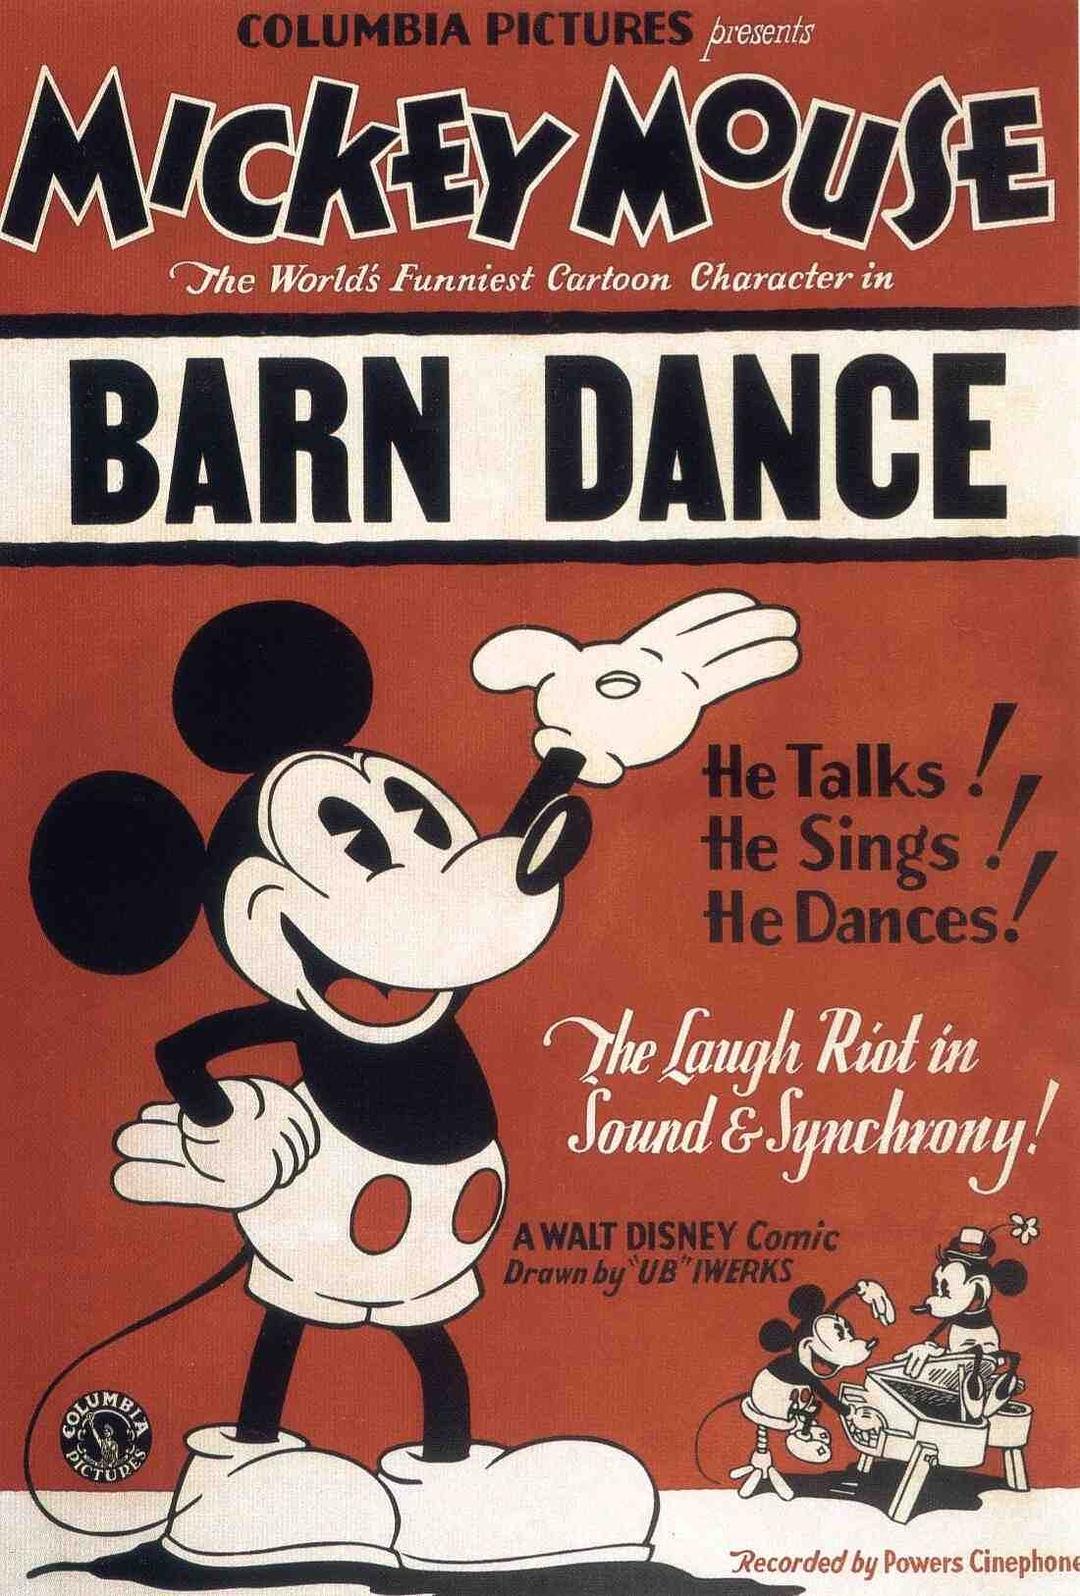 COLUMBIA PICTURES presents
MICKEY MOUSE
The World's Funniest Cartoon Character in
BARN DANCE
He Talks!
He Sings!
He Dances!
The Laugh Riot in
Sound & Synchrony!
A WALT DISNEY Comic
Drawn by "UB" IWERKS
COLUMBIA
PICTURES
Recorded by Powers Cinephone